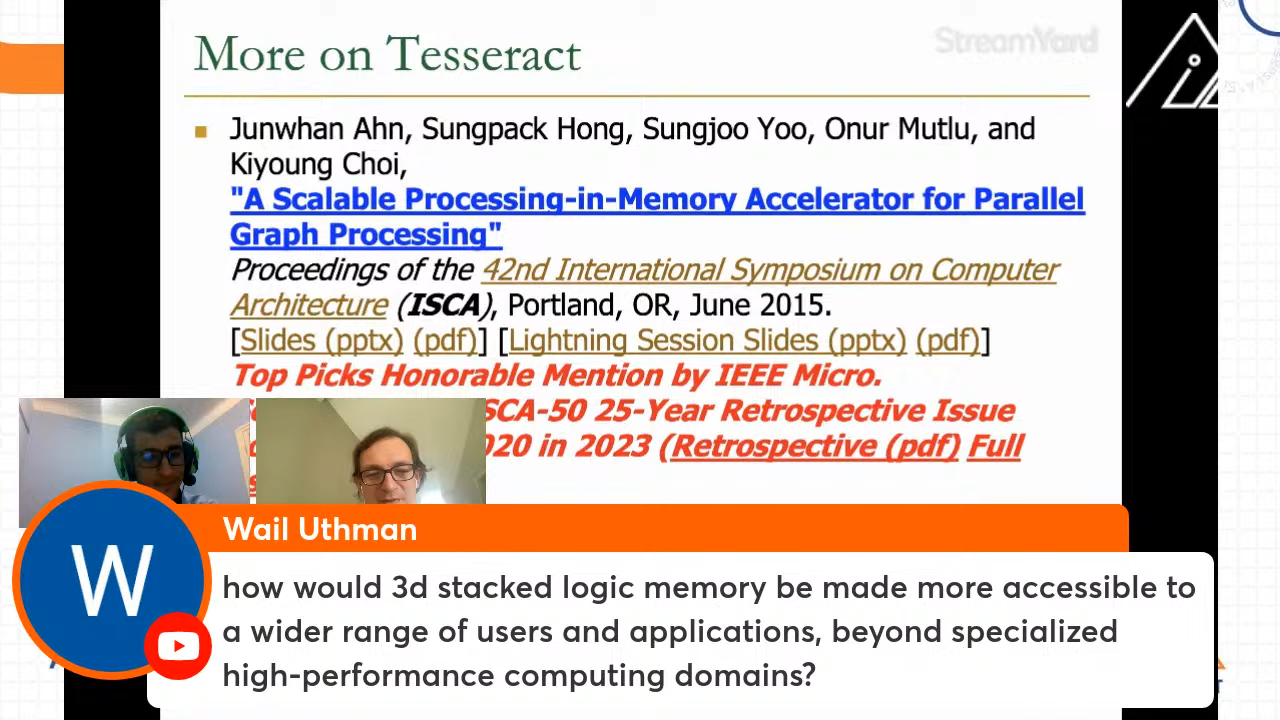 StreamYard
More on Tesseract
Junwhan Ahn, Sungpack Hong, Sungjoo Yoo, Onur Mutlu, and
Kiyoung Choi,
"A Scalable Processing-in-Memory Accelerator for Parallel
Graph Processing"
Proceedings of the 42nd International Symposium on Computer
Architecture (ISCA), Portland, OR, June 2015.
[Slides (pptx) (pdf)] [Lightning Session Slides (pptx) (pdf)]
Top Picks Honorable Mention by IEEE Micro.
SCA-50 25-Year Retrospective Issue
020 in 2023 (Retrospective (pdf) Full
W
Wail Uthman
how would 3d stacked logic memory be made more accessible to
a wider range of users and applications, beyond specialized
high-performance computing domains?